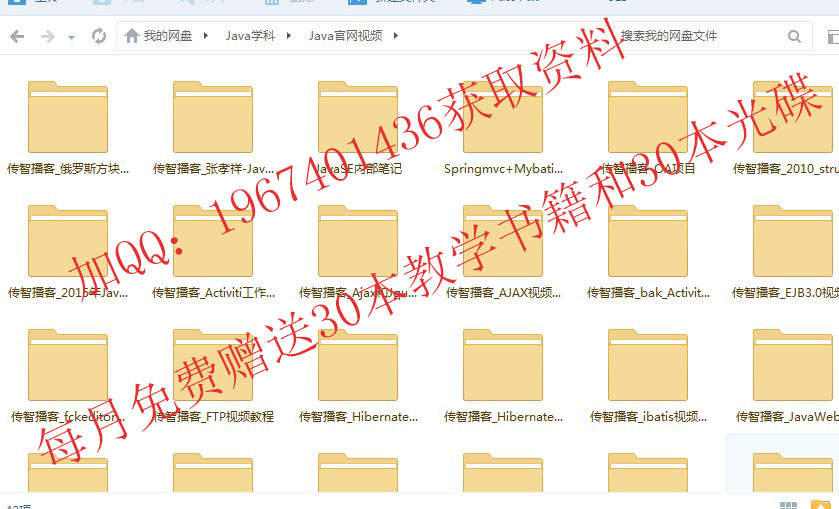 我的网盘 Java学科 Java官网视频 搜索我的网盘文件
传智播客_俄罗斯方块... 传智播客_张孝祥-Jav... JavaSE内部笔记 Springmvc+Mybati... 传智播客_OA项目 传智播客_2010_stru
传智播客_2015年Jav... 传智播客_Activiti工作... 传智播客_AJAX视频... 传智播客_bak_Activit... 传智播客_EJB3.0视频
传智播客_fckeditor... 传智播客_FTP视频教程 传智播客_Hibernate... 传智播客_Hibernate... 传智播客_ibatis视频... 传智播客_JavaWeb
加QQ：1967401436获取资料
每月免费赠送30本教学书籍和30本光碟